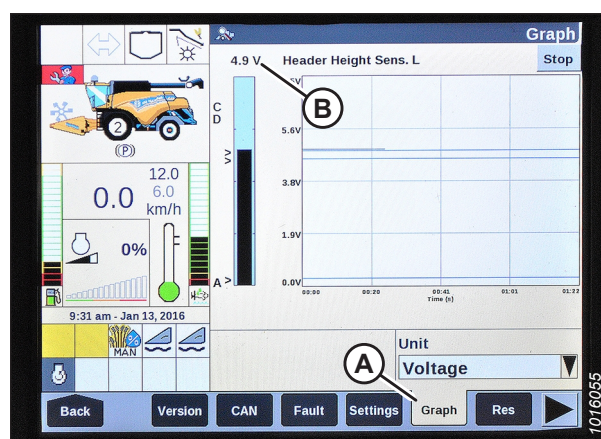 Graph
4.9 V
Header Height Sens. L
Stop
B
C
D
5.6V
3.8V
1.9V
0.0V
A
00:00
00:20
00:41
01:01
01:22
Time (s)
2
(P)
12.0
6.0
0.0
km/h
0%
9:31 am - Jan 13, 2016
MAN
%
Unit
Voltage
A
Back
Version
CAN
Fault
Settings
Graph
Res
1016055